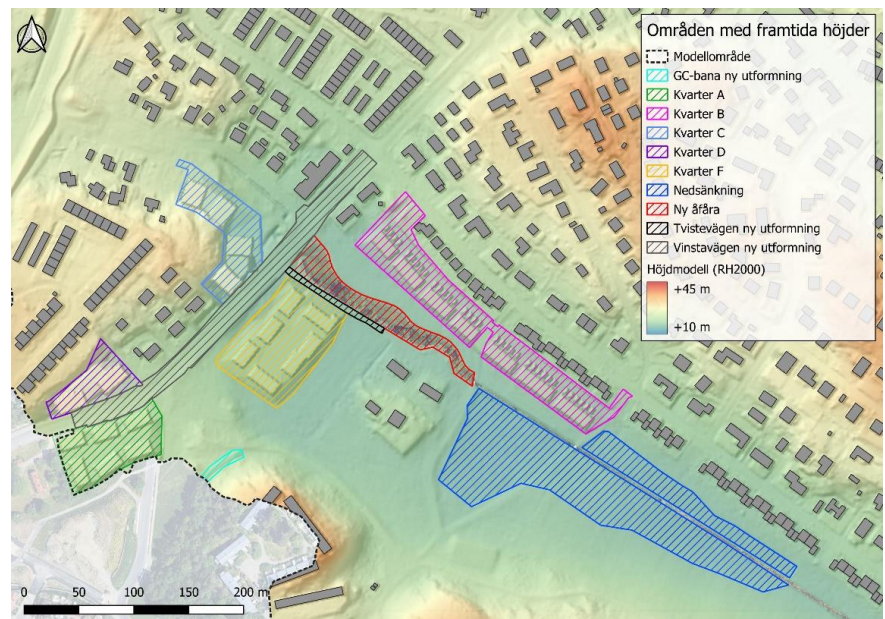 Områden med framtida höjder
Modellområde
GC-bana ny utformning
Kvarter A
Kvarter B
Kvarter C
Kvarter D
Kvarter F
Nedsänkning
Ny åfåra
Tvistevägen ny utformning
Vinstavägen ny utformning
Höjdmodell (RH2000)
+45 m
+10 m
0 50 100 150 200 m